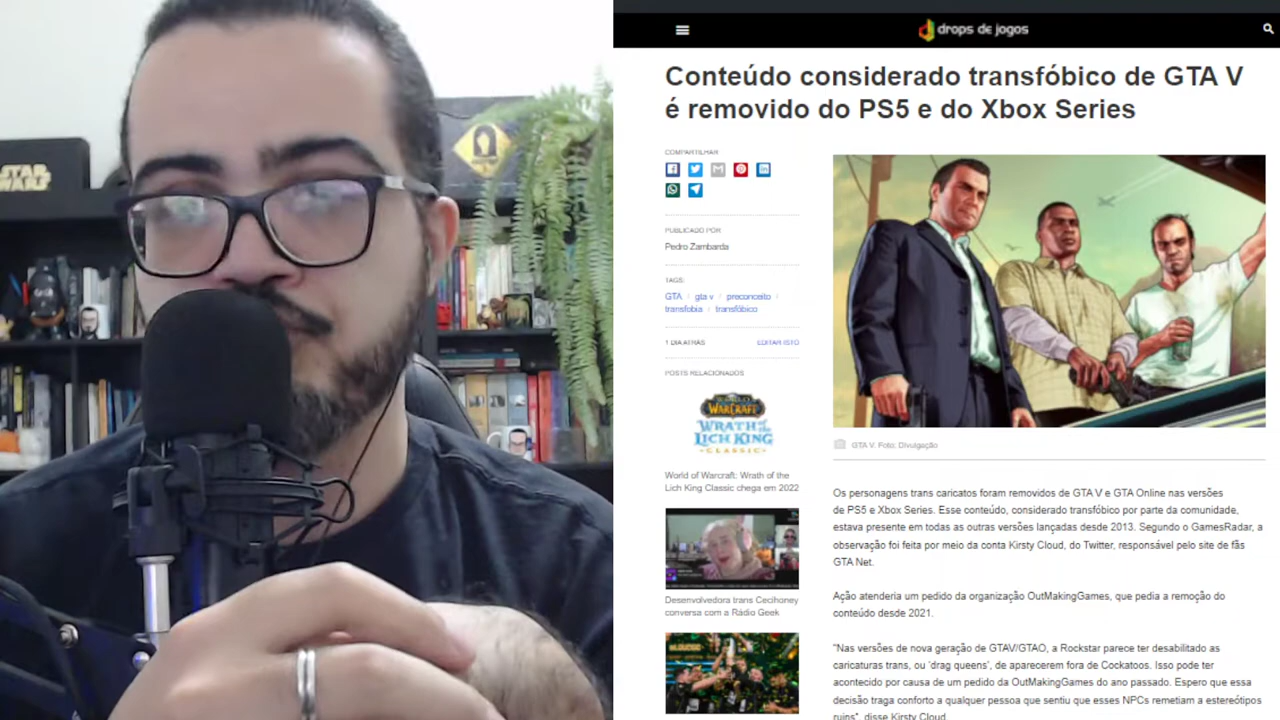 STAR
WARS
drops de jogos
Conteúdo considerado transfóbico de GTA V
é removido do PS5 e do Xbox Series
COMPARTILHAR
PUBLICADO POR
Pedro Zambarda
TAGS:
GTA / gta v / preconceito /
transfobia / transfóbico
1 DIA ATRÁS EDITAR ISTO
POSTS RELACIONADOS
WARCRAFT
WRATH OF THE
LICH KING
CLASSIC
World of Warcraft: Wrath of the
Lich King Classic chega em 2022
Desenvolvedora trans Cecihoney
conversa com a Rádio Geek
GTA V. Foto: Divulgação
Os personagens trans caricatos foram removidos de GTA V e GTA Online nas versões
de PS5 e Xbox Series. Esse conteúdo, considerado transfóbico por parte da comunidade,
estava presente em todas as outras versões lançadas desde 2013. Segundo o GamesRadar, a
observação foi feita por meio da conta Kirsty Cloud, do Twitter, responsável pelo site de fãs
GTA Net.
Ação atenderia um pedido da organização OutMakingGames, que pedia a remoção do
conteúdo desde 2021.
"Nas versões de nova geração de GTAV/GTAO, a Rockstar parece ter desabilitado as
caricaturas trans, ou 'drag queens', de aparecerem fora de Cockatoos. Isso pode ter
acontecido por causa de um pedido da OutMakingGames do ano passado. Espero que essa
decisão traga conforto a qualquer pessoa que sentiu que esses NPCs remetiam a estereótipos
ruins", disse Kirsty Cloud.